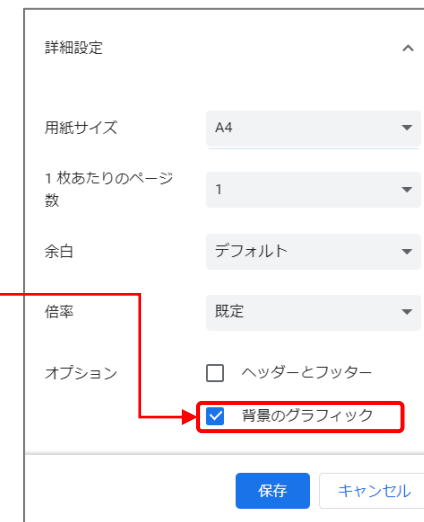 詳細設定
用紙サイズ A4
1 枚あたりのページ
数 1
余白 デフォルト
倍率 既定
オプション ヘッダーとフッター
背景のグラフィック
保存 キャンセル